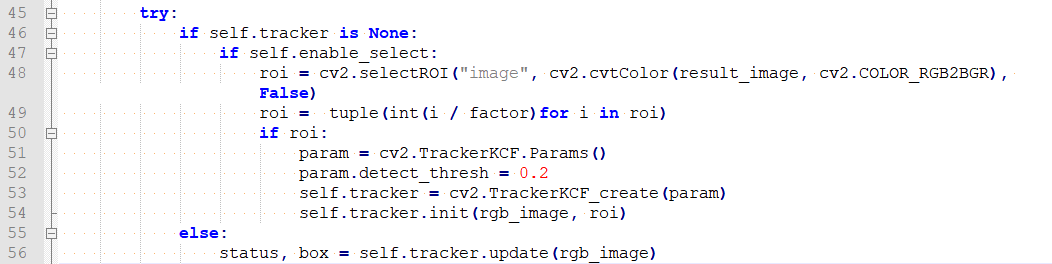 45 try:
46 if self.tracker is None:
47 if self.enable_select:
48 roi = cv2.selectROI("image", cv2.cvtColor(result_image, cv2.COLOR_RGB2BGR),
False)
49 roi =  tuple(int(i / factor)for i in roi)
50 if roi:
51 param = cv2.TrackerKCF.Params()
52 param.detect_thresh = 0.2
53 self.tracker = cv2.TrackerKCF_create(param)
54 self.tracker.init(rgb_image, roi)
55 else:
56 status, box = self.tracker.update(rgb_image)